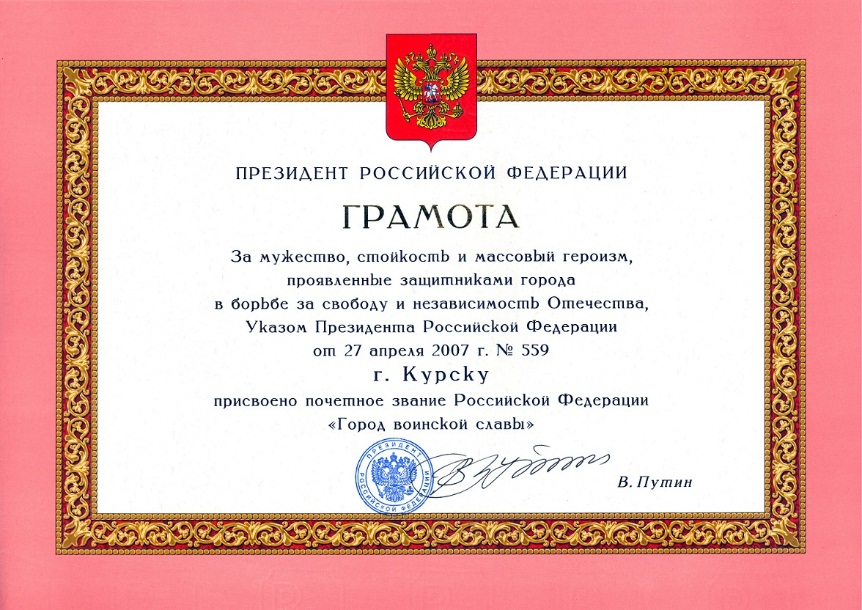 ПРЕЗИДЕНТ РОССИЙСКОЙ ФЕДЕРАЦИИ
ГРАМОТА
За мужество, стойкость и массовый героизм,
проявленные защитниками города
в борьбе за свободу и независимость Отечества,
Указом Президента Российской Федерации
от 27 апреля 2007 г. № 559
г. Курску
присвоено почетное звание Российской Федерации
«Город воинской славы»
ПРЕЗИДЕНТ
РОССИЙСКОЙ ФЕДЕРАЦИИ
В. Путин